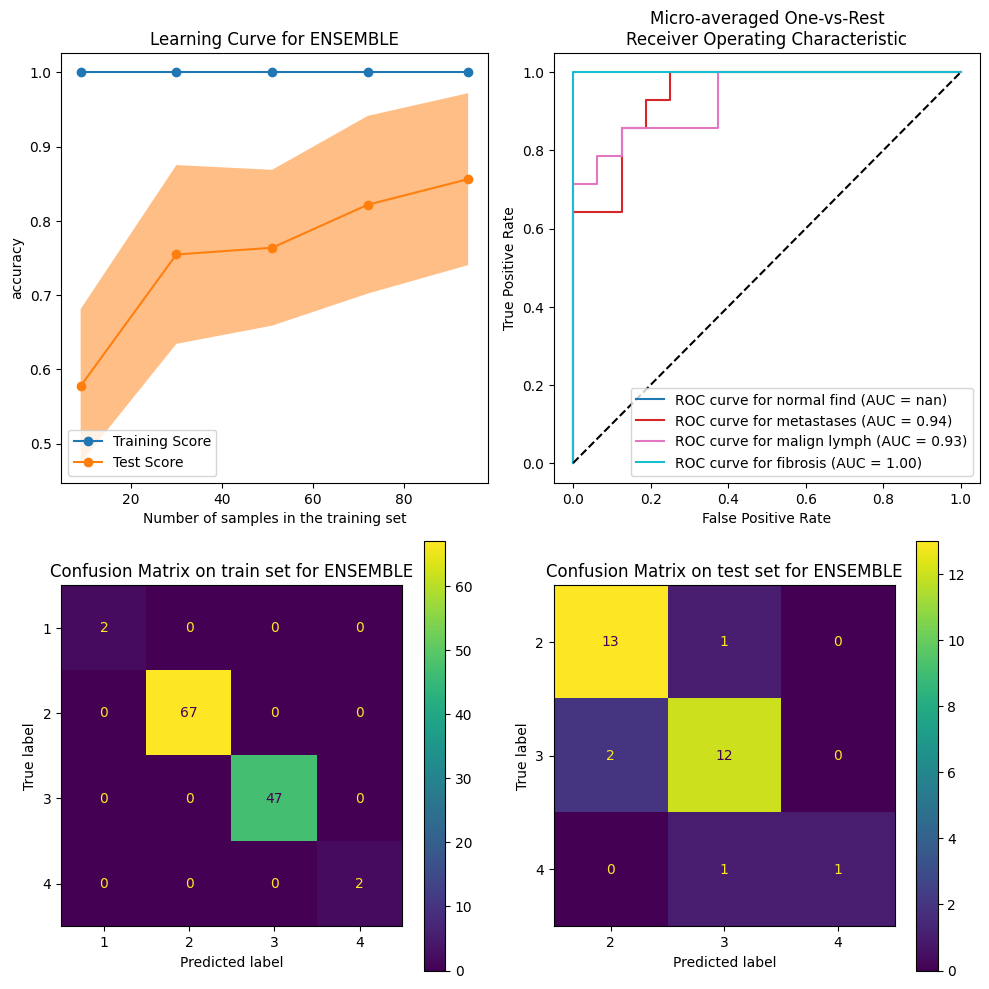 Learning Curve for ENSEMBLE
1.0
0.9
0.8
0.7
0.6
0.5
accuracy
Training Score
Test Score
20 40 60 80
Number of samples in the training set
Micro-averaged One-vs-Rest
Receiver Operating Characteristic
1.0
0.8
0.6
0.4
0.2
0.0
True Positive Rate
ROC curve for normal find (AUC = nan)
ROC curve for metastases (AUC = 0.94)
ROC curve for malign lymph (AUC = 0.93)
ROC curve for fibrosis (AUC = 1.00)
0.0 0.2 0.4 0.6 0.8 1.0
False Positive Rate
Confusion Matrix on train set for ENSEMBLE
True label
1 2 0 0 0
2 0 67 0 0
3 0 0 47 0
4 0 0 0 2
1 2 3 4
Predicted label
60
50
40
30
20
10
0
Confusion Matrix on test set for ENSEMBLE
True label
2 13 1 0
3 2 12 0
4 0 1 1
2 3 4
Predicted label
12
10
8
6
4
2
0